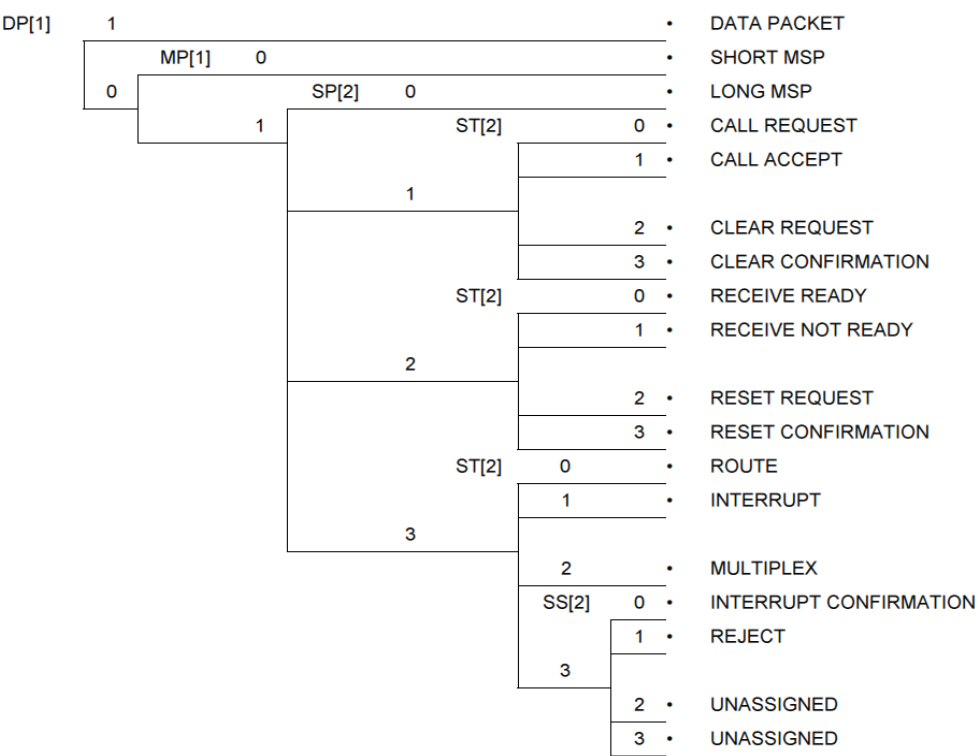 DP[1] 1 • DATA PACKET
MP[1] 0 • SHORT MSP
0 SP[2] 0 • LONG MSP
1 ST[2] 0 • CALL REQUEST
1 • CALL ACCEPT
1
2 • CLEAR REQUEST
3 • CLEAR CONFIRMATION
ST[2] 0 • RECEIVE READY
1 • RECEIVE NOT READY
2
2 • RESET REQUEST
3 • RESET CONFIRMATION
ST[2] 0 • ROUTE
1 • INTERRUPT
3
2 • MULTIPLEX
SS[2] 0 • INTERRUPT CONFIRMATION
1 • REJECT
3
2 • UNASSIGNED
3 • UNASSIGNED